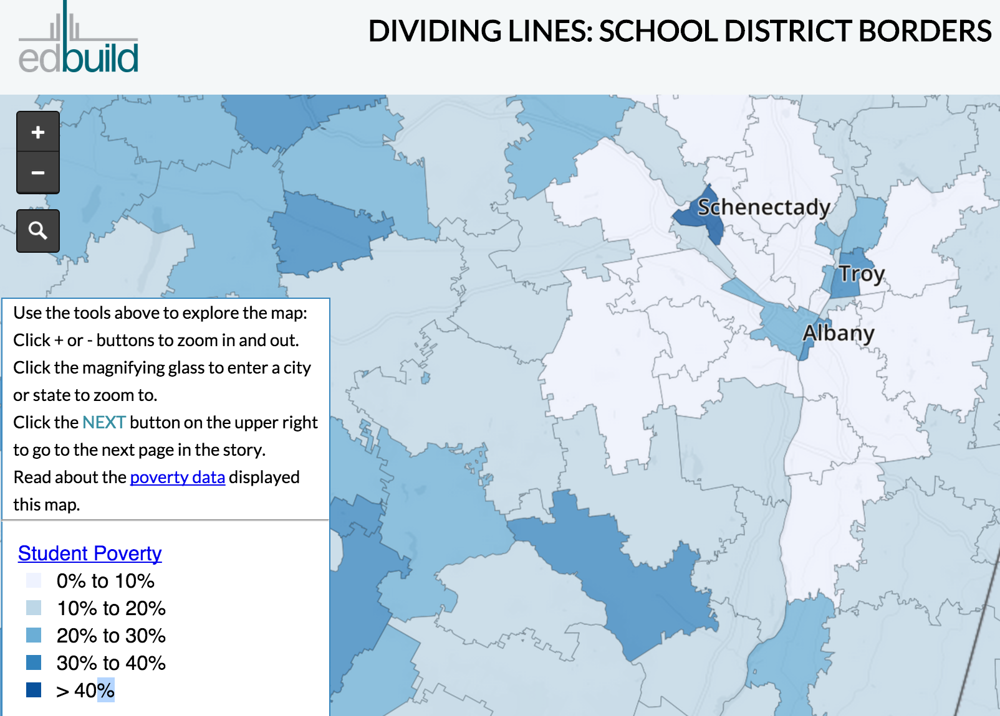 edbuild
DIVIDING LINES: SCHOOL DISTRICT BORDERS
+
−
Schenectady
Troy
Albany
Use the tools above to explore the map:
Click + or - buttons to zoom in and out.
Click the magnifying glass to enter a city
or state to zoom to.
Click the NEXT button on the upper right
to go to the next page in the story.
Read about the poverty data displayed
this map.
Student Poverty
0% to 10%
10% to 20%
20% to 30%
30% to 40%
> 40%